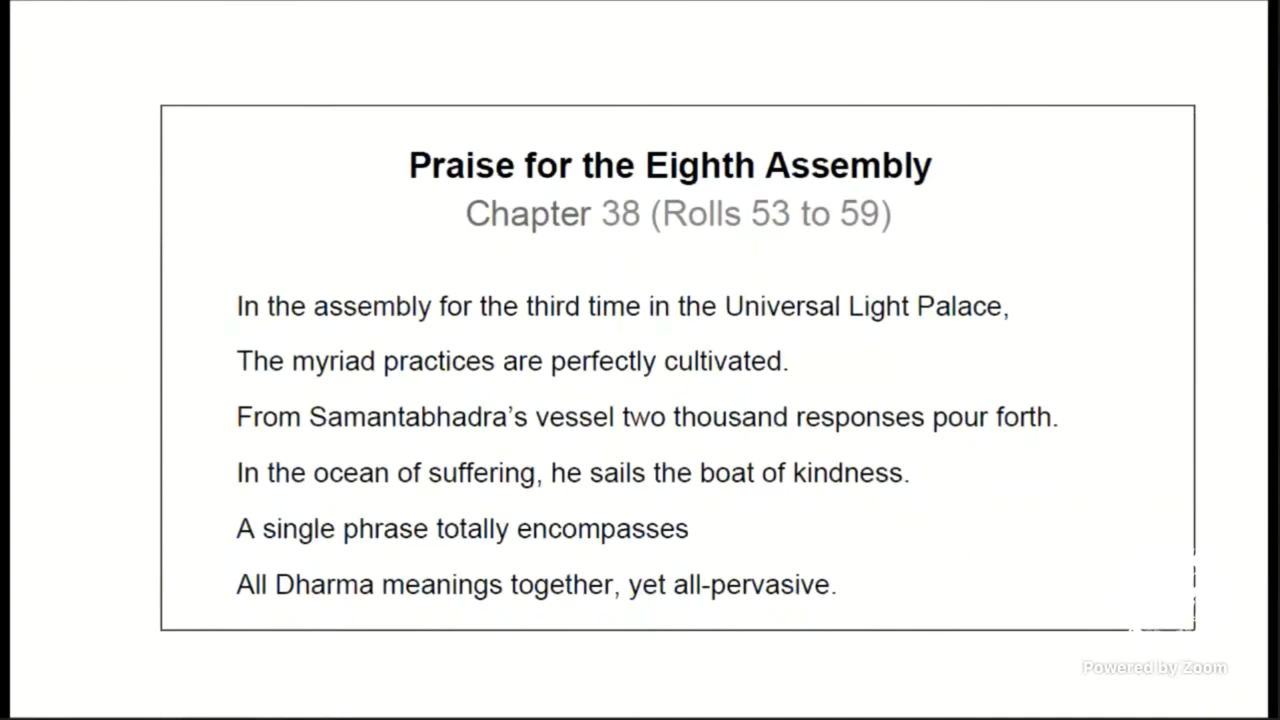 Praise for the Eighth Assembly
Chapter 38 (Rolls 53 to 59)
In the assembly for the third time in the Universal Light Palace,
The myriad practices are perfectly cultivated.
From Samantabhadra’s vessel two thousand responses pour forth.
In the ocean of suffering, he sails the boat of kindness.
A single phrase totally encompasses
All Dharma meanings together, yet all-pervasive.
Powered by Zoom